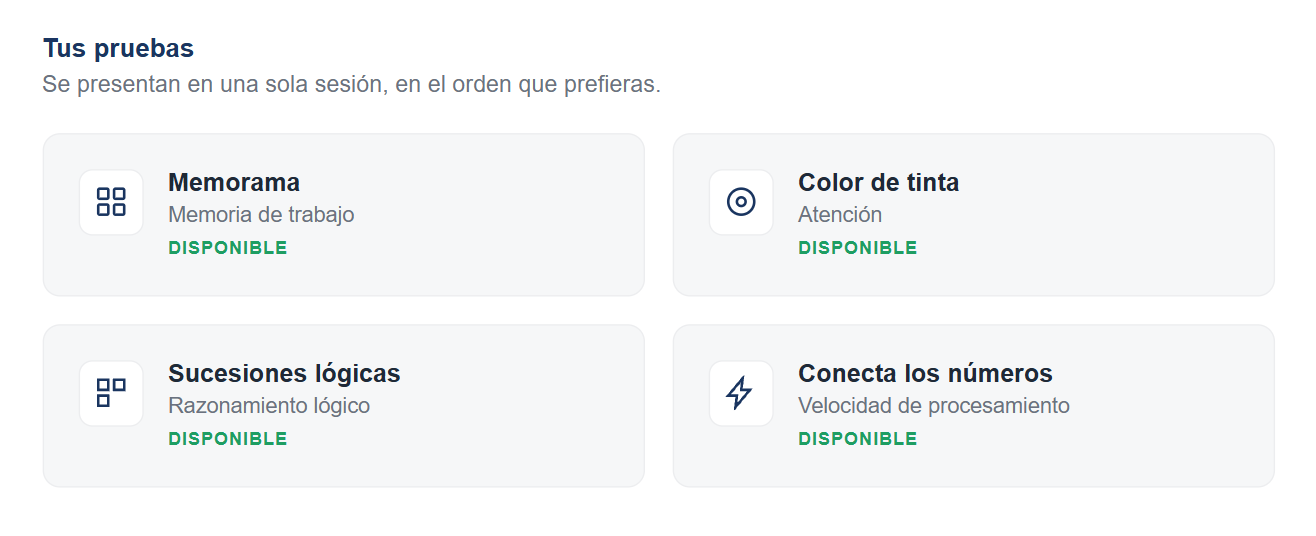 Tus pruebas
Se presentan en una sola sesión, en el orden que prefieras.
Memorama
Memoria de trabajo
DISPONIBLE
Color de tinta
Atención
DISPONIBLE
Sucesiones lógicas
Razonamiento lógico
DISPONIBLE
Conecta los números
Velocidad de procesamiento
DISPONIBLE